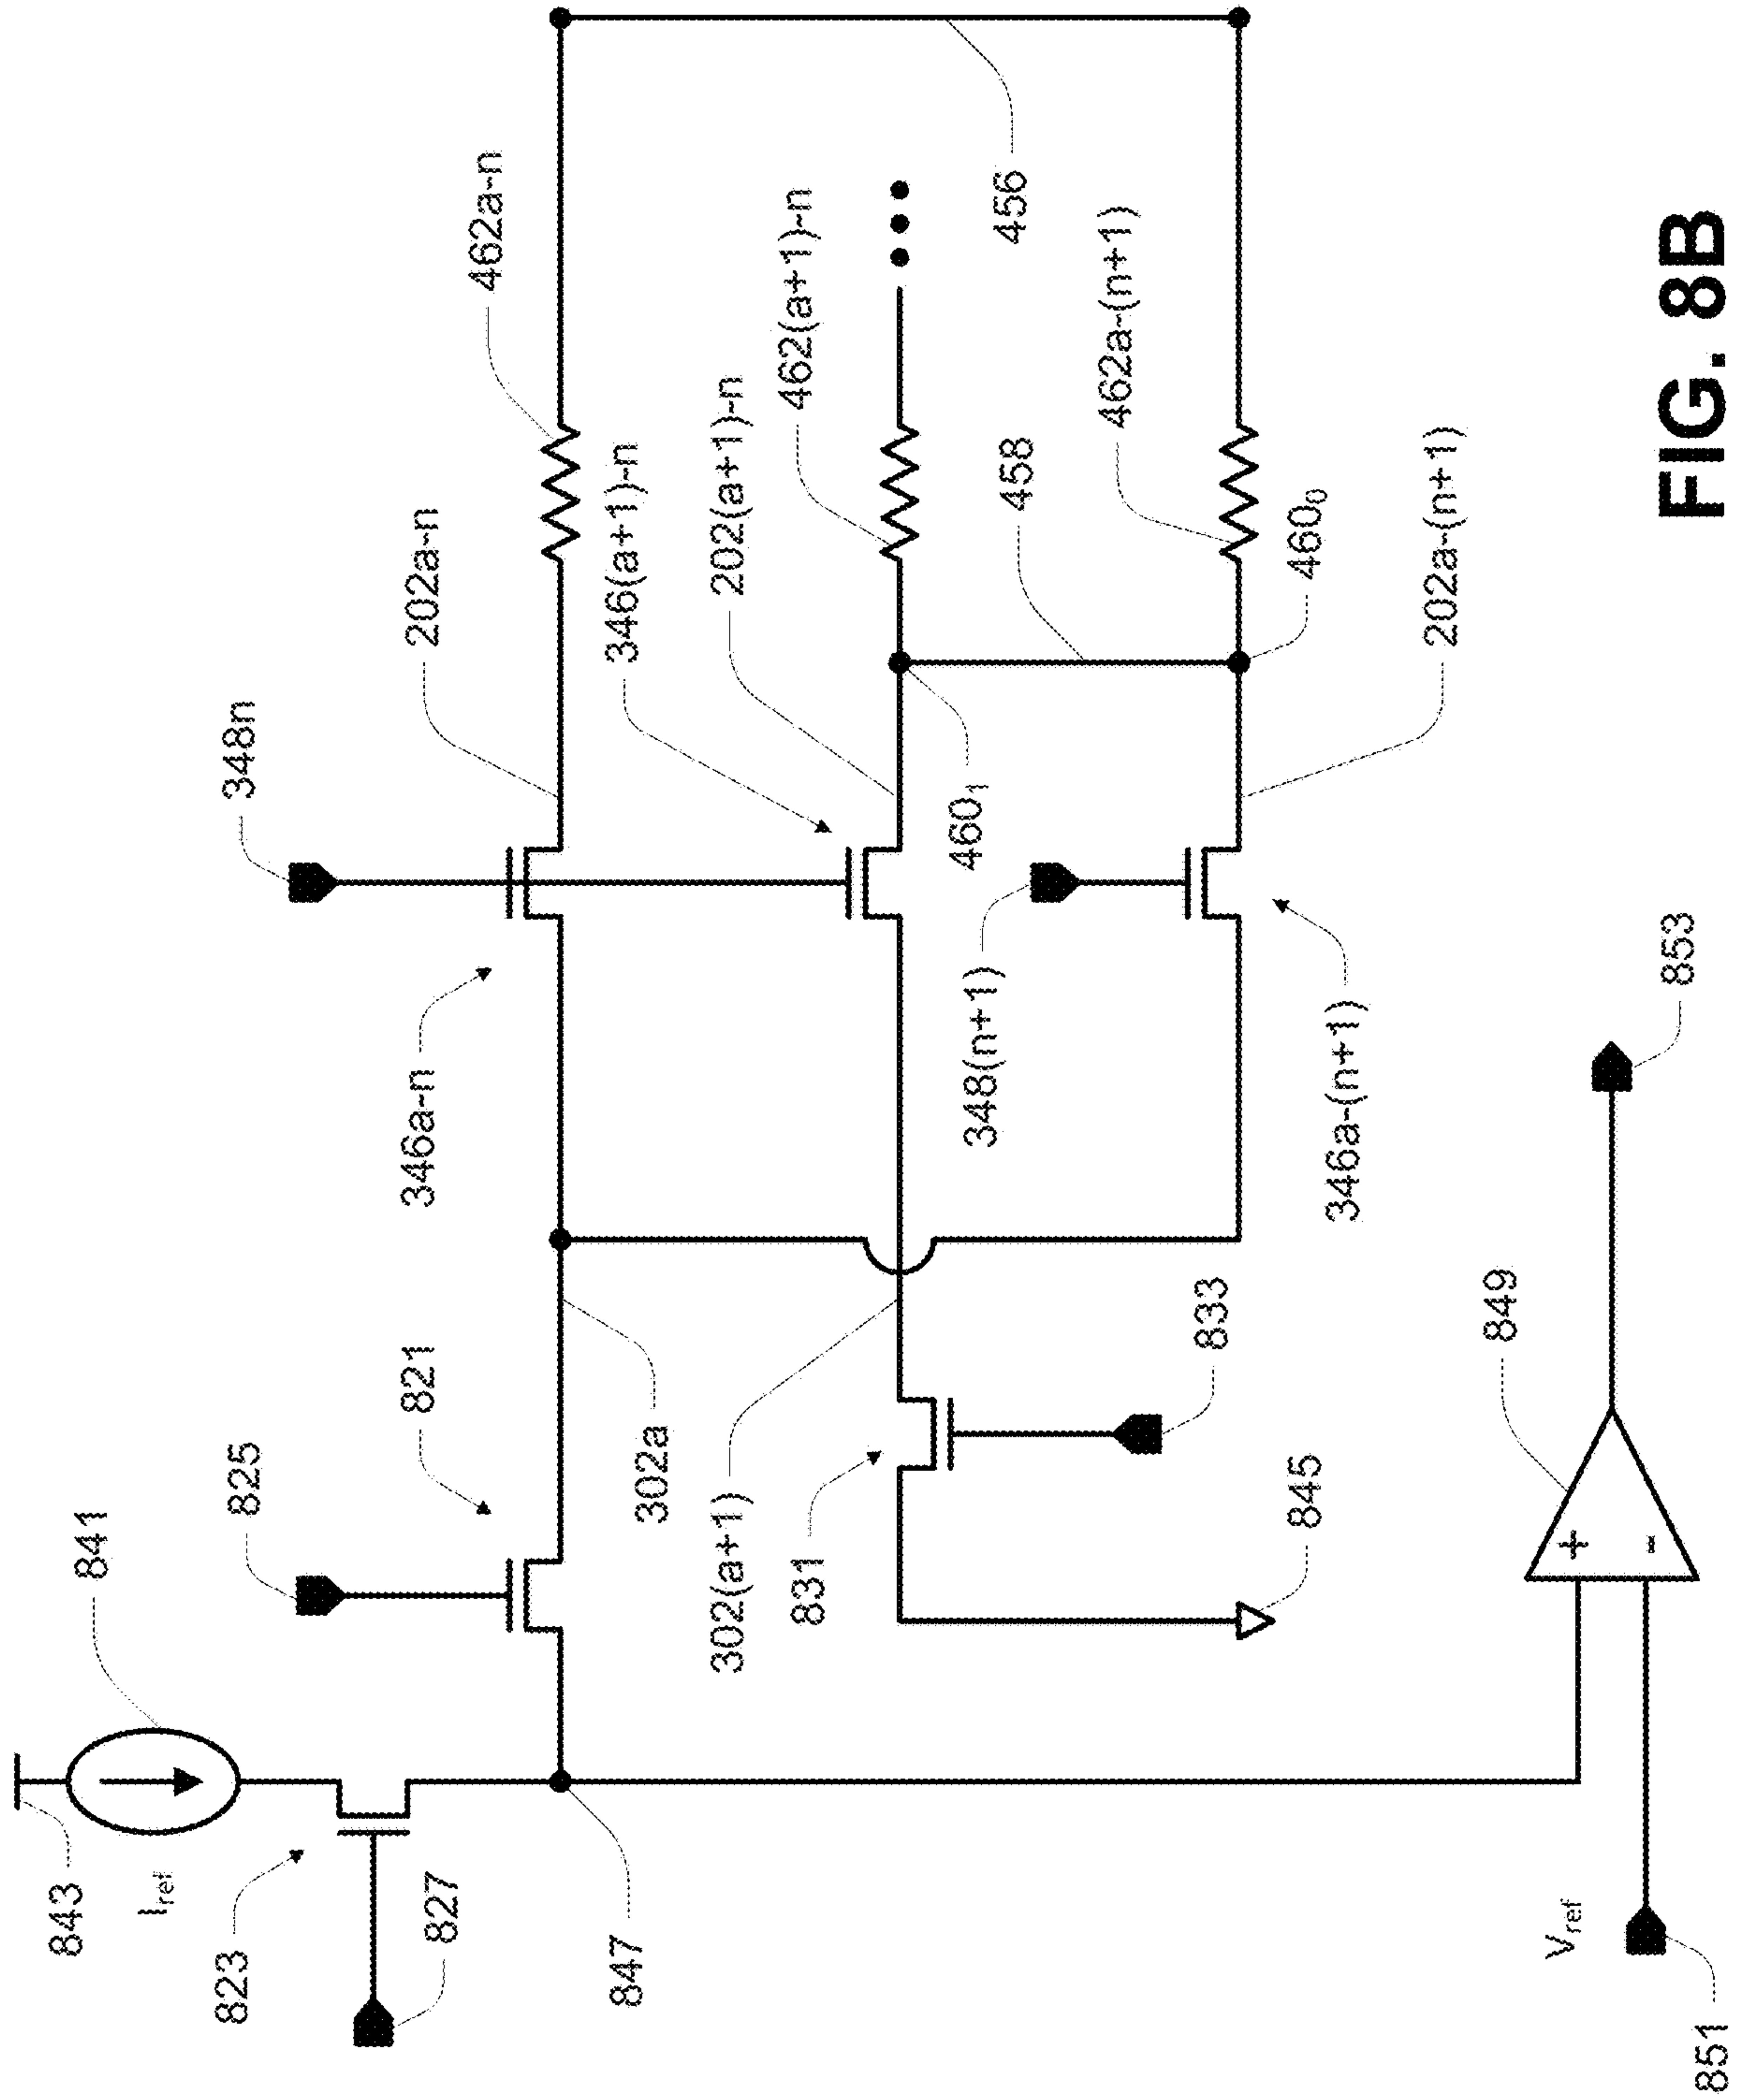 843
I_ref
841
823
827
825
821
847
302a
302(a+1)
831
833
845
348n
346a-n
202a-n
462a-n
346(a+1)-n
202(a+1)-n
462(a+1)-n
460₁
458
456
348(n+1)
346a-(n+1)
462a-(n+1)
460₀
202a-(n+1)
V_ref
851
849
+
-
853
FIG. 8B